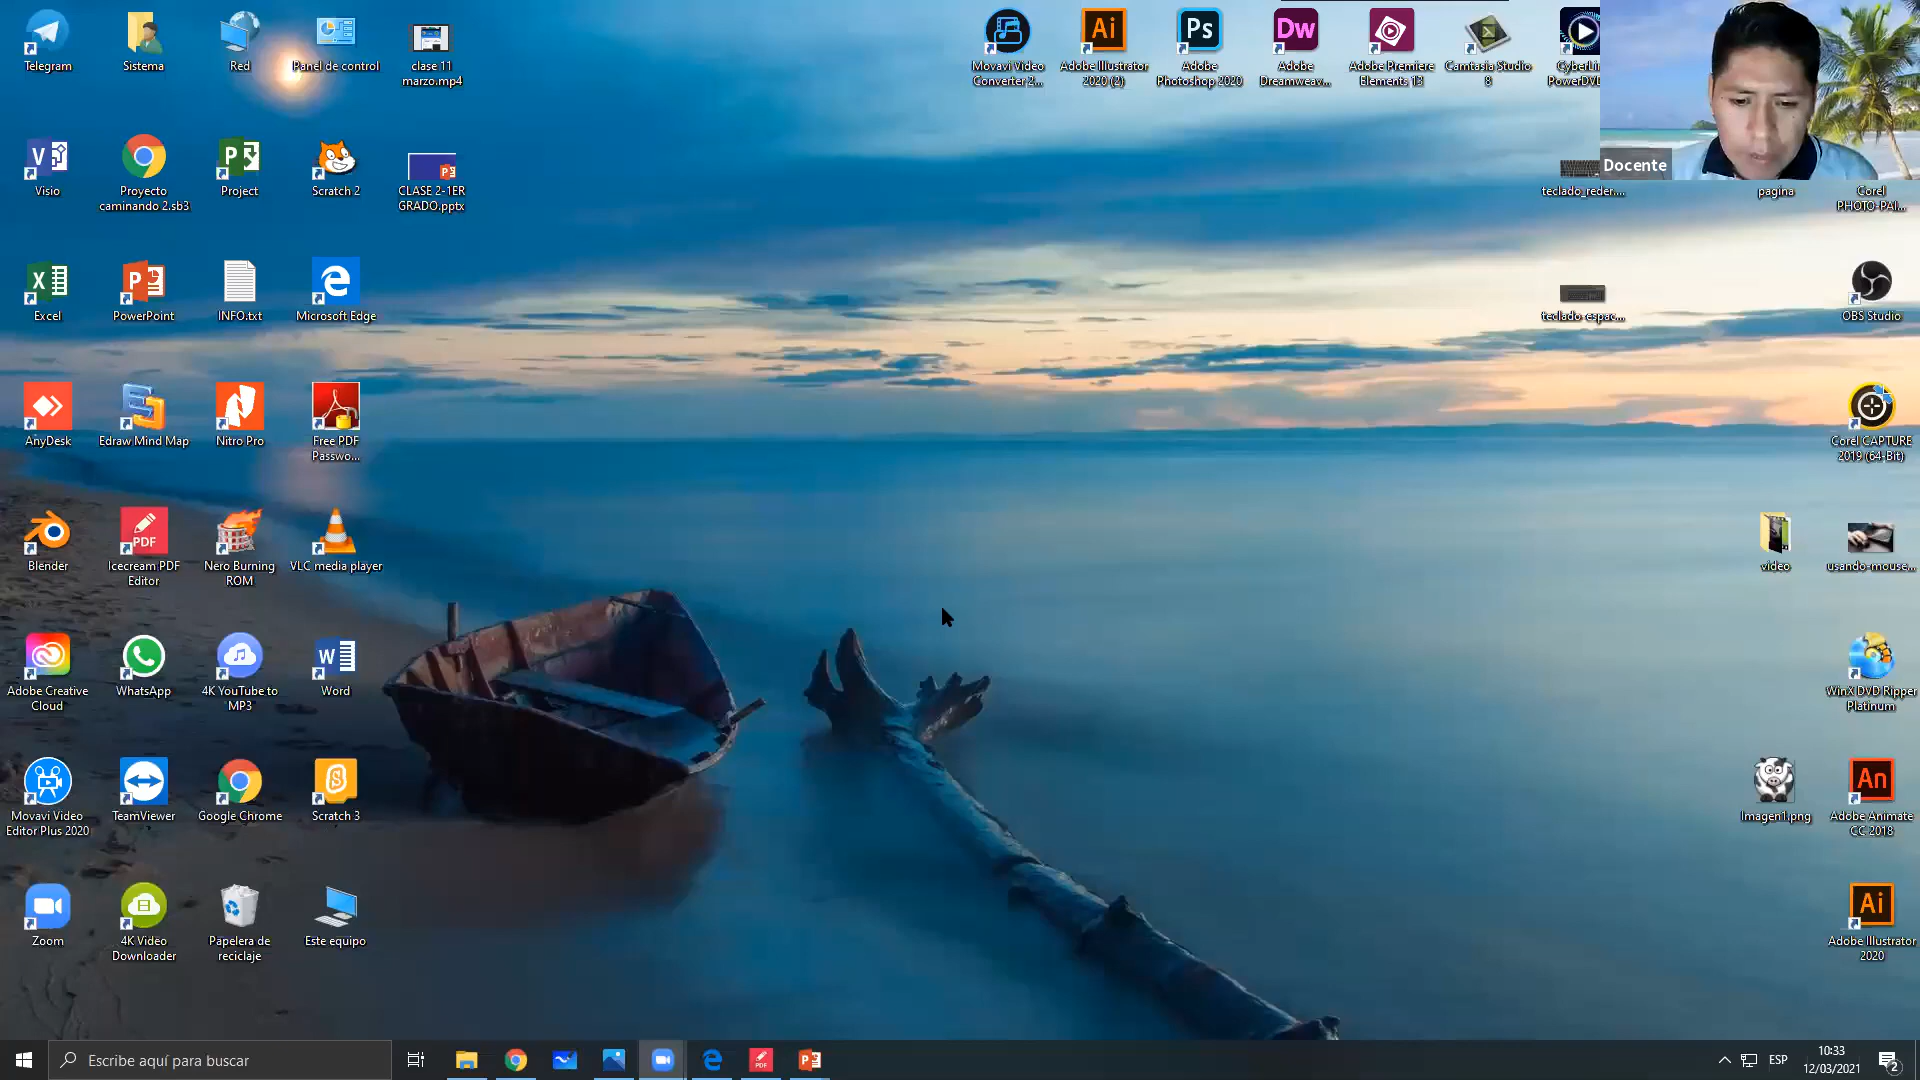 Telegram
Sistema
Red
Panel de control
clase 11
marzo.mp4
Movavi Video
Converter 2...
Adobe Illustrator
2020 (2)
Adobe
Photoshop 2020
Adobe
Dreamweav...
Adobe Premiere
Elements 13
Camtasia Studio
8
CyberLin
PowerDVD
Docente
Visio
Proyecto
caminando 2.sb3
Project
Scratch 2
CLASE 2-1ER
GRADO.pptx
teclado_reder....
pagina
Corel
PHOTO-PAI...
Excel
PowerPoint
INFO.txt
Microsoft Edge
teclado-espac...
OBS Studio
AnyDesk
Edraw Mind Map
Nitro Pro
Free PDF
Passwo...
Corel CAPTURE
2019 (64-Bit)
Blender
Icecream PDF
Editor
Nero Burning
ROM
VLC media player
video
usando-mouse...
Adobe Creative
Cloud
WhatsApp
4K YouTube to
MP3
Word
WinX DVD Ripper
Platinum
Movavi Video
Editor Plus 2020
TeamViewer
Google Chrome
Scratch 3
Imagen1.png
Adobe Animate
CC 2018
Zoom
4K Video
Downloader
Papelera de
reciclaje
Este equipo
Adobe Illustrator
2020
Escribe aquí para buscar
ESP
10:33
12/03/2021
2